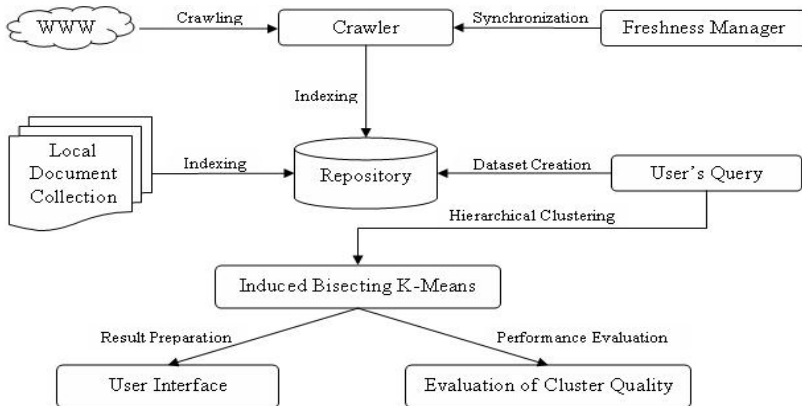 WWW
Crawling
Crawler
Synchronization
Freshness Manager
Indexing
Local
Document
Collection
Indexing
Repository
Dataset Creation
User's Query
Hierarchical Clustering
Induced Bisecting K-Means
Result Preparation
Performance Evaluation
User Interface
Evaluation of Cluster Quality